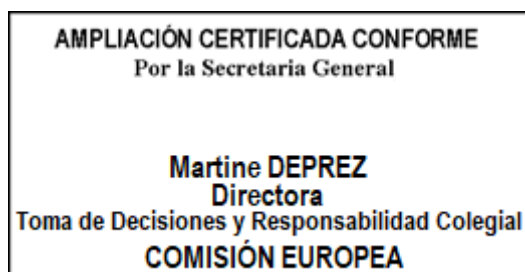 AMPLIACIÓN CERTIFICADA CONFORME
Por la Secretaria General
Martine DEPREZ
Directora
Toma de Decisiones y Responsabilidad Colegial
COMISIÓN EUROPEA